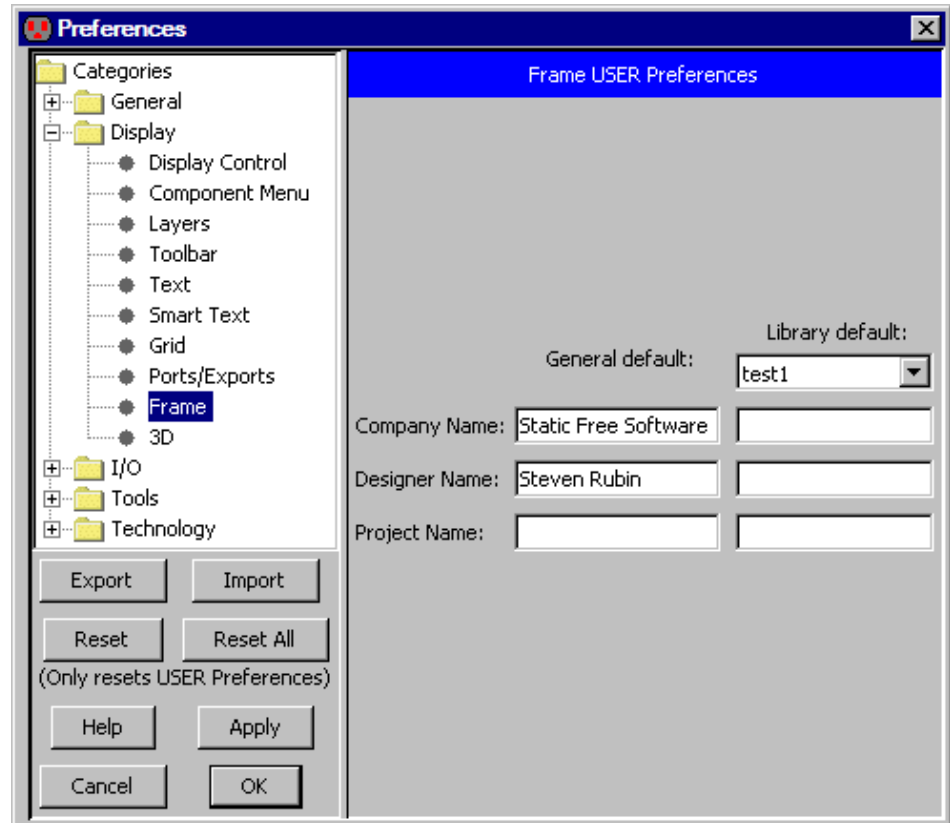 Preferences
Categories
General
Display
Display Control
Component Menu
Layers
Toolbar
Text
Smart Text
Grid
Ports/Exports
Frame
3D
I/O
Tools
Technology
Export Import
Reset Reset All
(Only resets USER Preferences)
Help Apply
Cancel OK
Frame USER Preferences
Library default:
General default:
test1
Company Name: Static Free Software
Designer Name: Steven Rubin
Project Name: